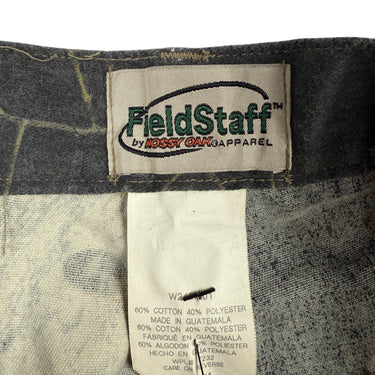 FieldStaff™
by MOSSY OAK® APPAREL
60% COTTON 40% POLYESTER
MADE IN GUATEMALA
60% COTON 40% POLYESTER
FABRIQUÉ EN GUATEMALA
60% ALGODON 40% POLYESTER
HECHO EN GUATEMALA
CARE ON REVERSE